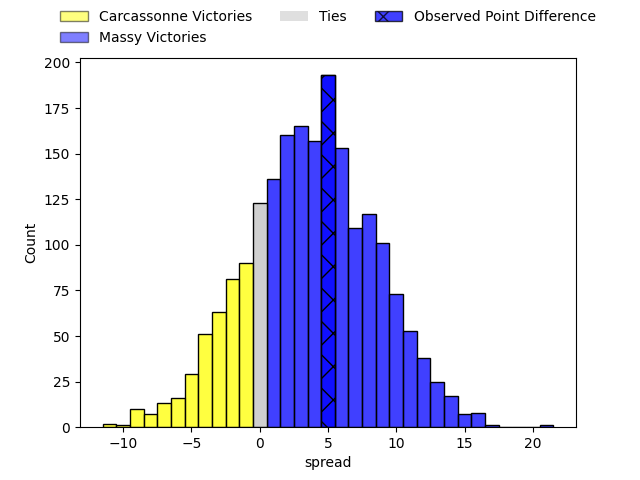 Carcassonne Victories
Massy Victories
Ties
Observed Point Difference
200
175
150
125
100
75
50
25
0
Count
−10 −5 0 5 10 15 20
spread